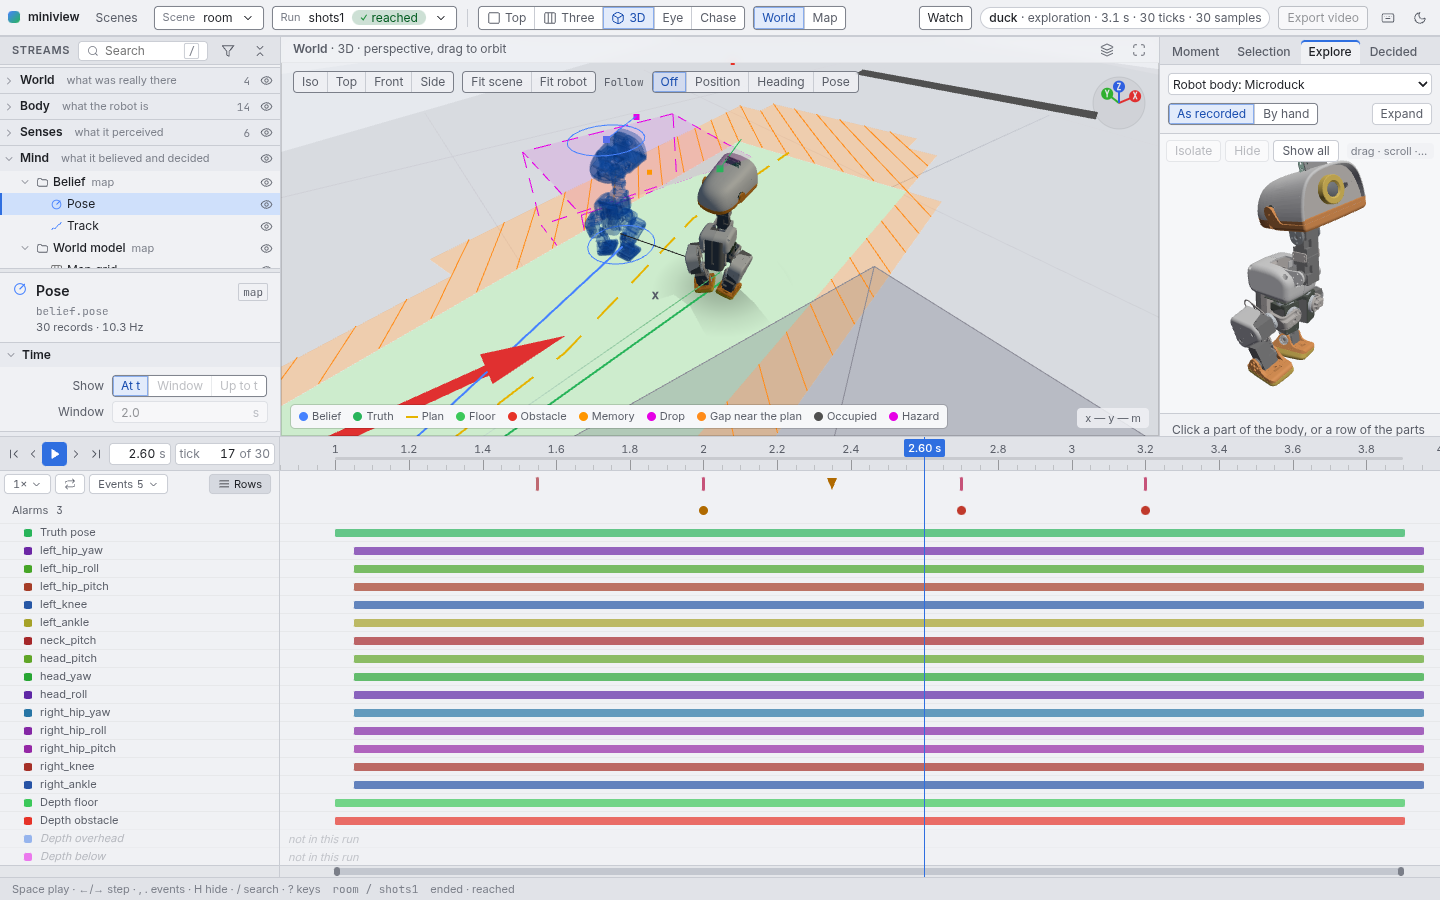 miniview Scenes Scene room Run shots1 ✓ reached Top Three 3D Eye Chase World Map Watch duck · exploration · 3.1 s · 30 ticks · 30 samples Export video
STREAMS Search /
World what was really there 4
Body what the robot is 14
Senses what it perceived 6
Mind what it believed and decided
Belief map
Pose
Track
World model map
Pose map
belief.pose
30 records · 10.3 Hz
Time
Show At t Window Up to t
Window 2.0 s
World · 3D · perspective, drag to orbit
Iso Top Front Side Fit scene Fit robot Follow Off Position Heading Pose
Y Z X
x
Belief Truth Plan Floor Obstacle Memory Drop Gap near the plan Occupied Hazard
x — y — m
Moment Selection Explore Decided
Robot body: Microduck
As recorded By hand Expand
Isolate Hide Show all drag · scroll ·...
Click a part of the body, or a row of the parts
2.60 s tick 17 of 30
1 1.2 1.4 1.6 1.8 2 2.2 2.4 2.60 s 2.8 3 3.2 3.4 3.6 3.8
1× Events 5 Rows
Alarms 3
Truth pose
left_hip_yaw
left_hip_roll
left_hip_pitch
left_knee
left_ankle
neck_pitch
head_pitch
head_yaw
head_roll
right_hip_yaw
right_hip_roll
right_hip_pitch
right_knee
right_ankle
Depth floor
Depth obstacle
Depth overhead not in this run
Depth below not in this run
Space play · ←/→ step · , . events · H hide · / search · ? keys room / shots1 ended · reached